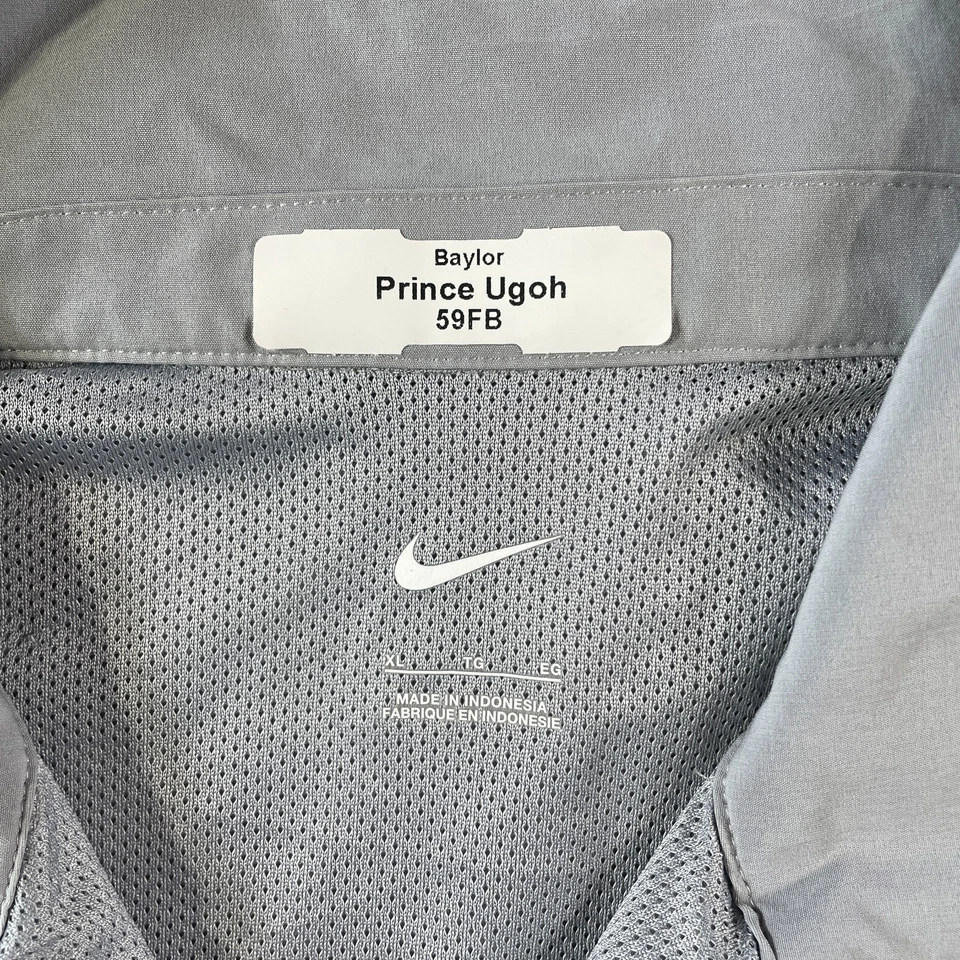 Baylor
Prince Ugoh
59FB
XL TG EG
MADE IN INDONESIA
FABRIQUE EN INDONESIE